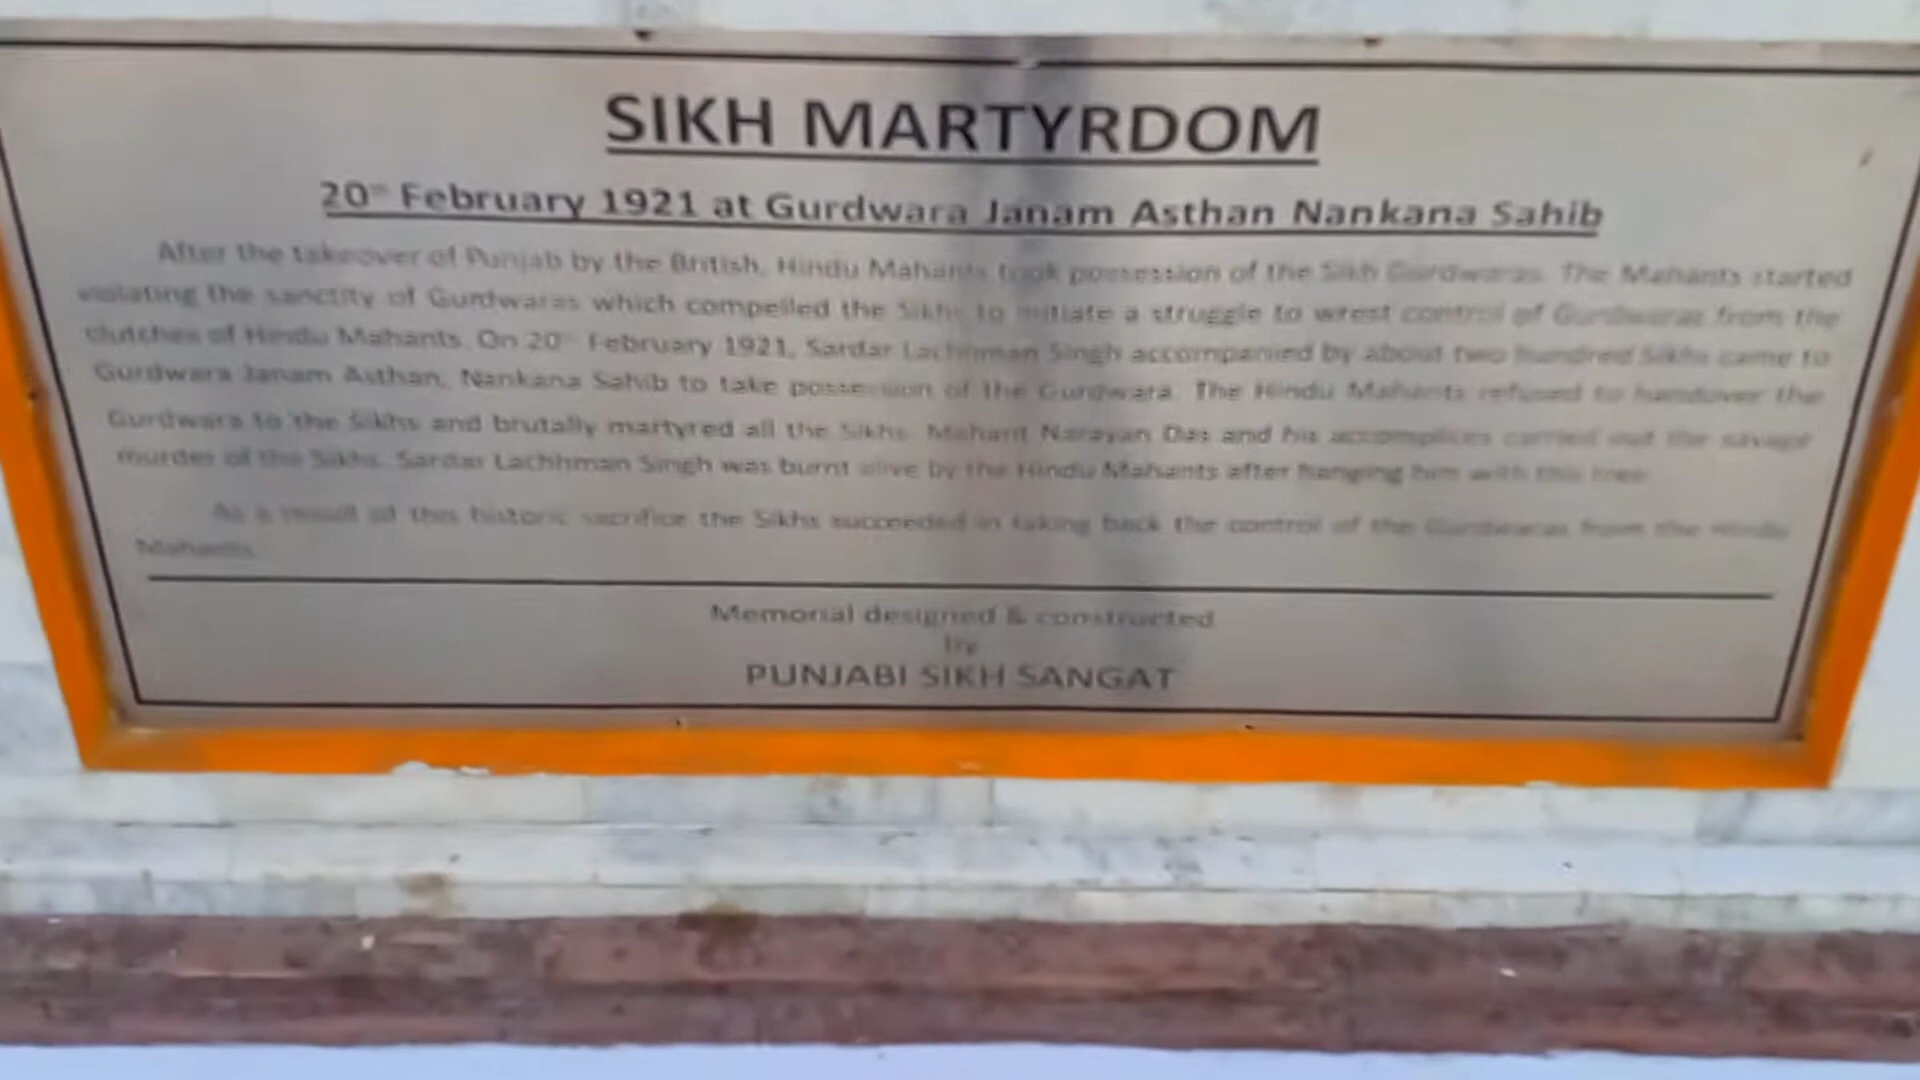 SIKH MARTYRDOM
20th February 1921 at Gurdwara Janam Asthan Nankana Sahib
After the takeover of Punjab by the British, Hindu Mahants took possession of the Sikh Gurdwaras. The Mahants started
violating the sanctity of Gurdwaras which compelled the Sikhs to initiate a struggle to wrest control of Gurdwaras from the
clutches of Hindu Mahants. On 20th February 1921, Sardar Lachhman Singh accompanied by about two hundred Sikhs came to
Gurdwara Janam Asthan, Nankana Sahib to take possession of the Gurdwara. The Hindu Mahants refused to handover the
Gurdwara to the Sikhs and brutally martyred all the Sikhs. Mahant Narayan Das and his accomplices carried out the savage
murder of the Sikhs. Sardar Lachhman Singh was burnt alive by the Hindu Mahants after hanging him with this tree.
As a result of this historic sacrifice the Sikhs succeeded in taking back the control of the Gurdwaras from the Hindu
Mahants.
Memorial designed & constructed
by
PUNJABI SIKH SANGAT